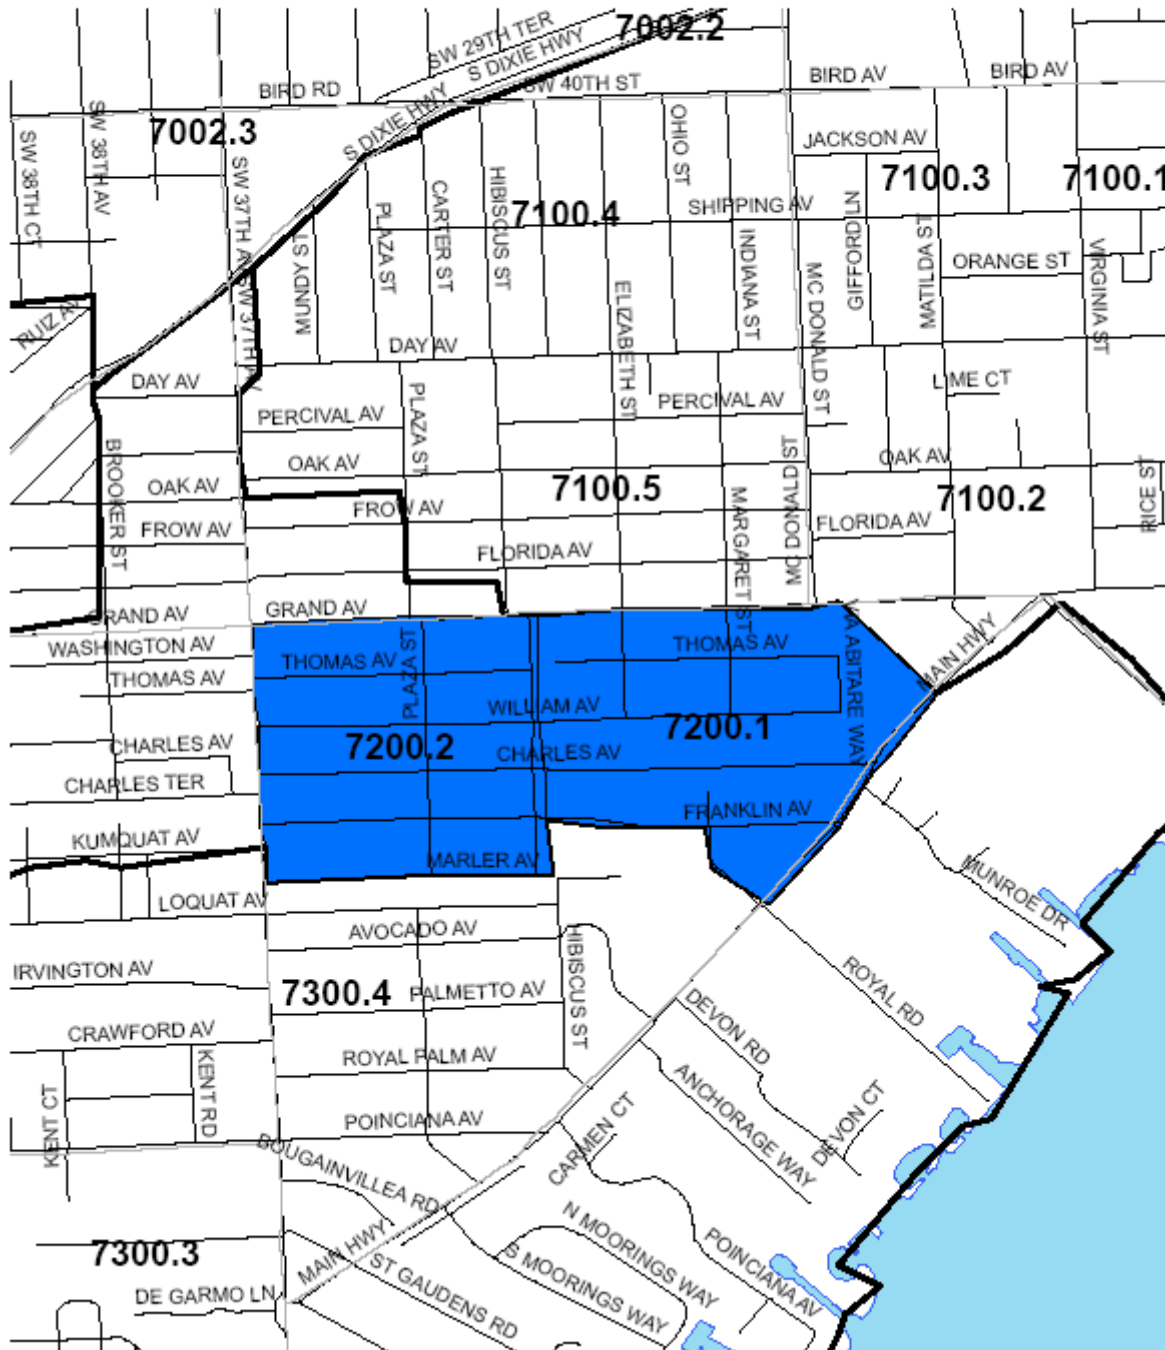 SW 29TH TER
7002.2
S DIXIE HWY
BIRD AV
BIRD AV
BIRD RD
SW 40TH ST
S DIXIE HWY
7002.3
SW 38TH CT
SW 38TH AV
SW 37TH AV
OHIO ST
JACKSON AV
7100.3
7100.1
PLAZA ST
CARTER ST
HIBISCUS ST
7100.4
SHIPPING AV
GIFFORD LN
MATILDA ST
MUNDY ST
INDIANA ST
MC DONALD ST
ORANGE ST
VIRGINIA ST
RUIZ AV
SW 37TH AV
ELIZABETH ST
DAY AV
DAY AV
LIME CT
PERCIVAL AV
PLAZA ST
PERCIVAL AV
BROOKER ST
OAK AV
OAK AV
MC DONALD ST
OAK AV
7100.5
7100.2
RICE ST
FROW AV
FROW AV
MARGARET ST
FLORIDA AV
FLORIDA AV
GRAND AV
GRAND AV
WASHINGTON AV
THOMAS AV
PLAZA ST
THOMAS AV
VIA ABITARE WAY
MAIN HWY
THOMAS AV
WILLIAM AV
7200.2
7200.1
CHARLES AV
CHARLES AV
CHARLES TER
FRANKLIN AV
KUMQUAT AV
MARLER AV
MUNROE DR
LOQUAT AV
AVOCADO AV
HIBISCUS ST
IRVINGTON AV
7300.4
PALMETTO AV
ROYAL RD
DEVON RD
CRAWFORD AV
KENT RD
ROYAL PALM AV
ANCHORAGE WAY
KENT CT
POINCIANA AV
CARMEN CT
DEVON CT
BOUGAINVILLEA RD
7300.3
MAIN HWY
N MOORINGS WAY
POINCIANA AV
S MOORINGS WAY
ST GAUDENS RD
DE GARMO LN